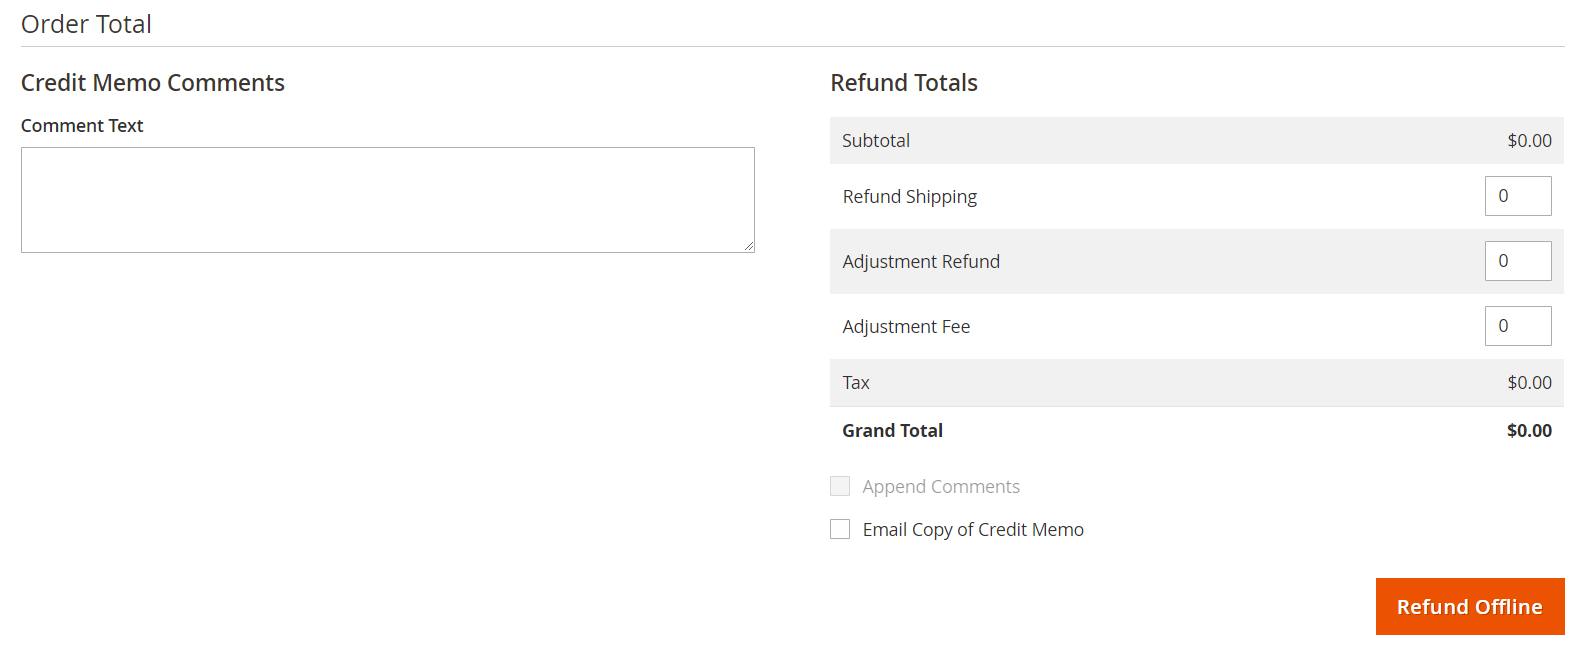 Order Total
Credit Memo Comments
Comment Text
Refund Totals
Subtotal $0.00
Refund Shipping 0
Adjustment Refund 0
Adjustment Fee 0
Tax $0.00
Grand Total $0.00
Append Comments
Email Copy of Credit Memo
Refund Offline